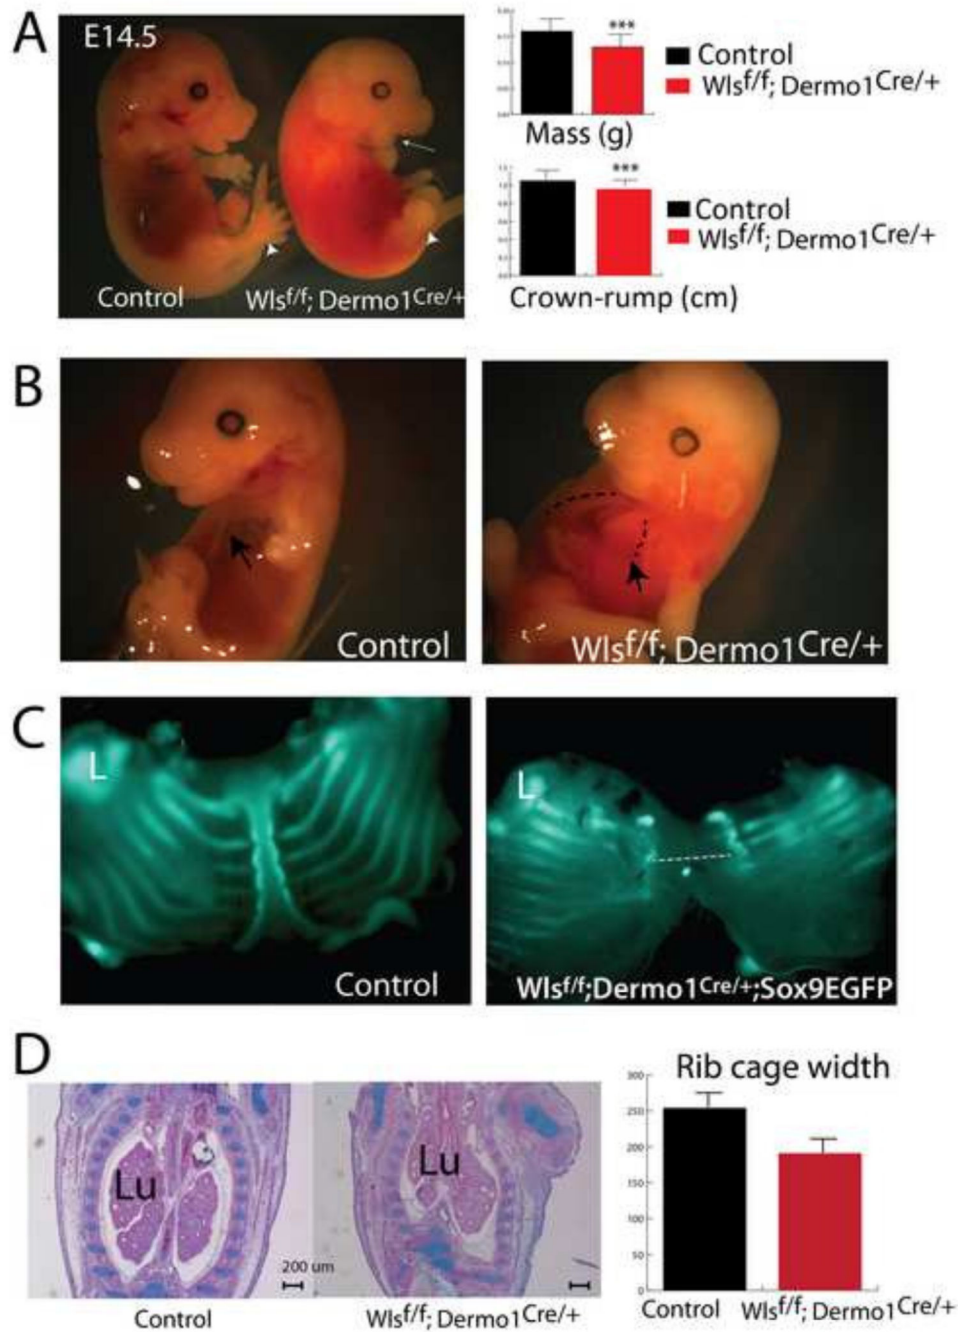 A
E14.5
Control
Wlsf/f; Dermo1Cre/+
***
Control
Wlsf/f; Dermo1Cre/+
Mass (g)
***
Control
Wlsf/f; Dermo1Cre/+
Crown-rump (cm)
B
Control
Wlsf/f; Dermo1Cre/+
C
L
Control
L
Wlsf/f;Dermo1Cre/+;Sox9EGFP
D
Lu
200 um
Control
Lu
Wlsf/f; Dermo1Cre/+
Rib cage width
300
250
200
150
100
50
0
Control
Wlsf/f; Dermo1Cre/+